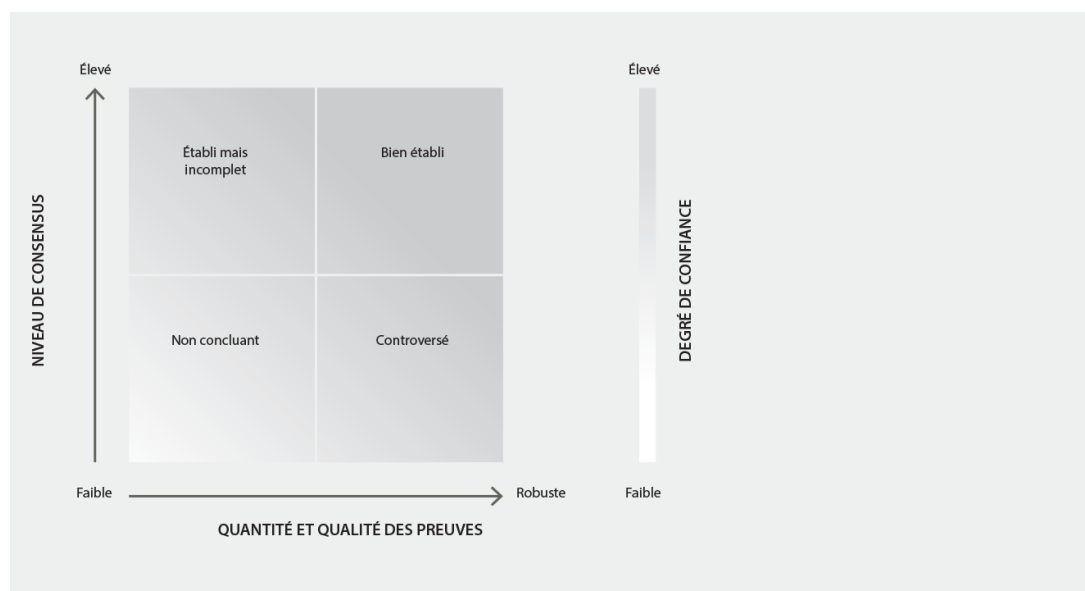 Élevé
Élevé
Établi mais
incomplet
Bien établi
NIVEAU DE CONSENSUS
DEGRÉ DE CONFIANCE
Non concluant
Controversé
Faible
Robuste
Faible
QUANTITÉ ET QUALITÉ DES PREUVES